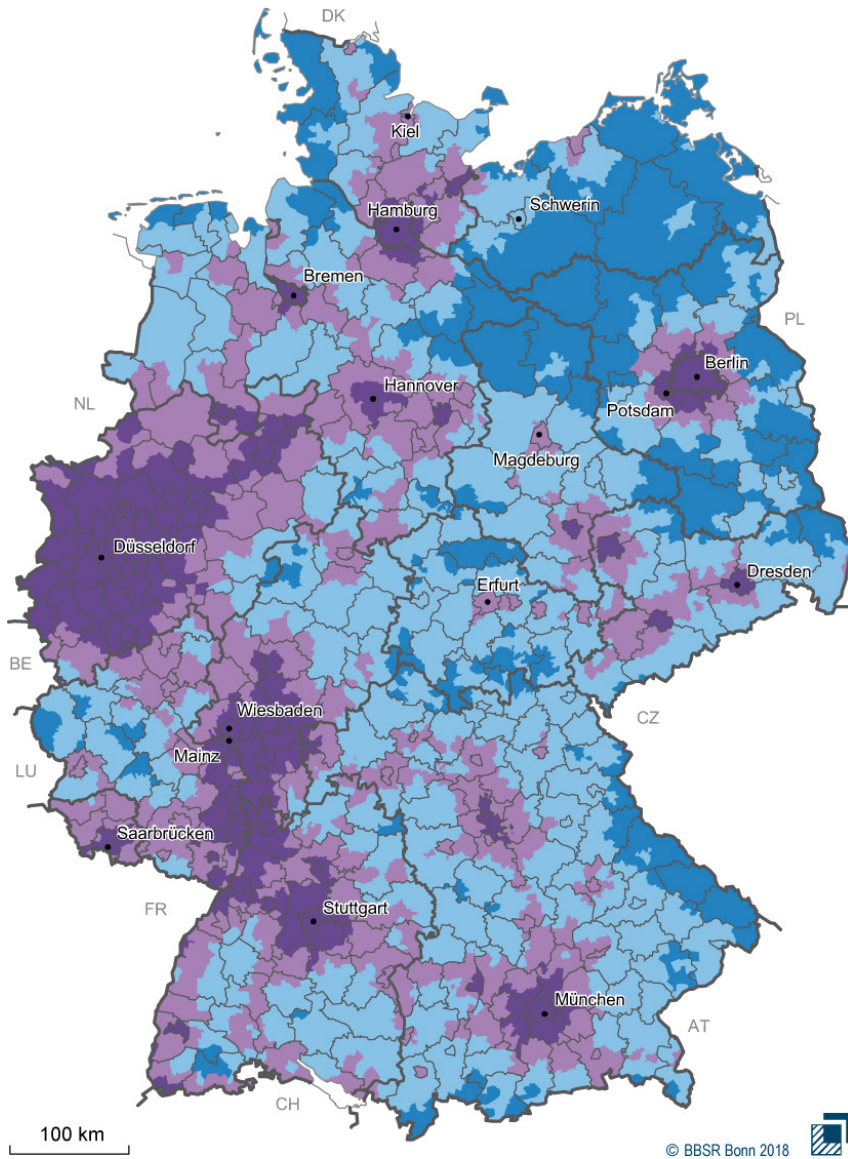 DK
Kiel
Schwerin
Hamburg
Bremen
PL
Berlin
Hannover
Potsdam
NL
Magdeburg
Düsseldorf
Dresden
Erfurt
BE
Wiesbaden
CZ
Mainz
LU
Saarbrücken
FR
Stuttgart
München
AT
CH
100 km
© BBSR Bonn 2018